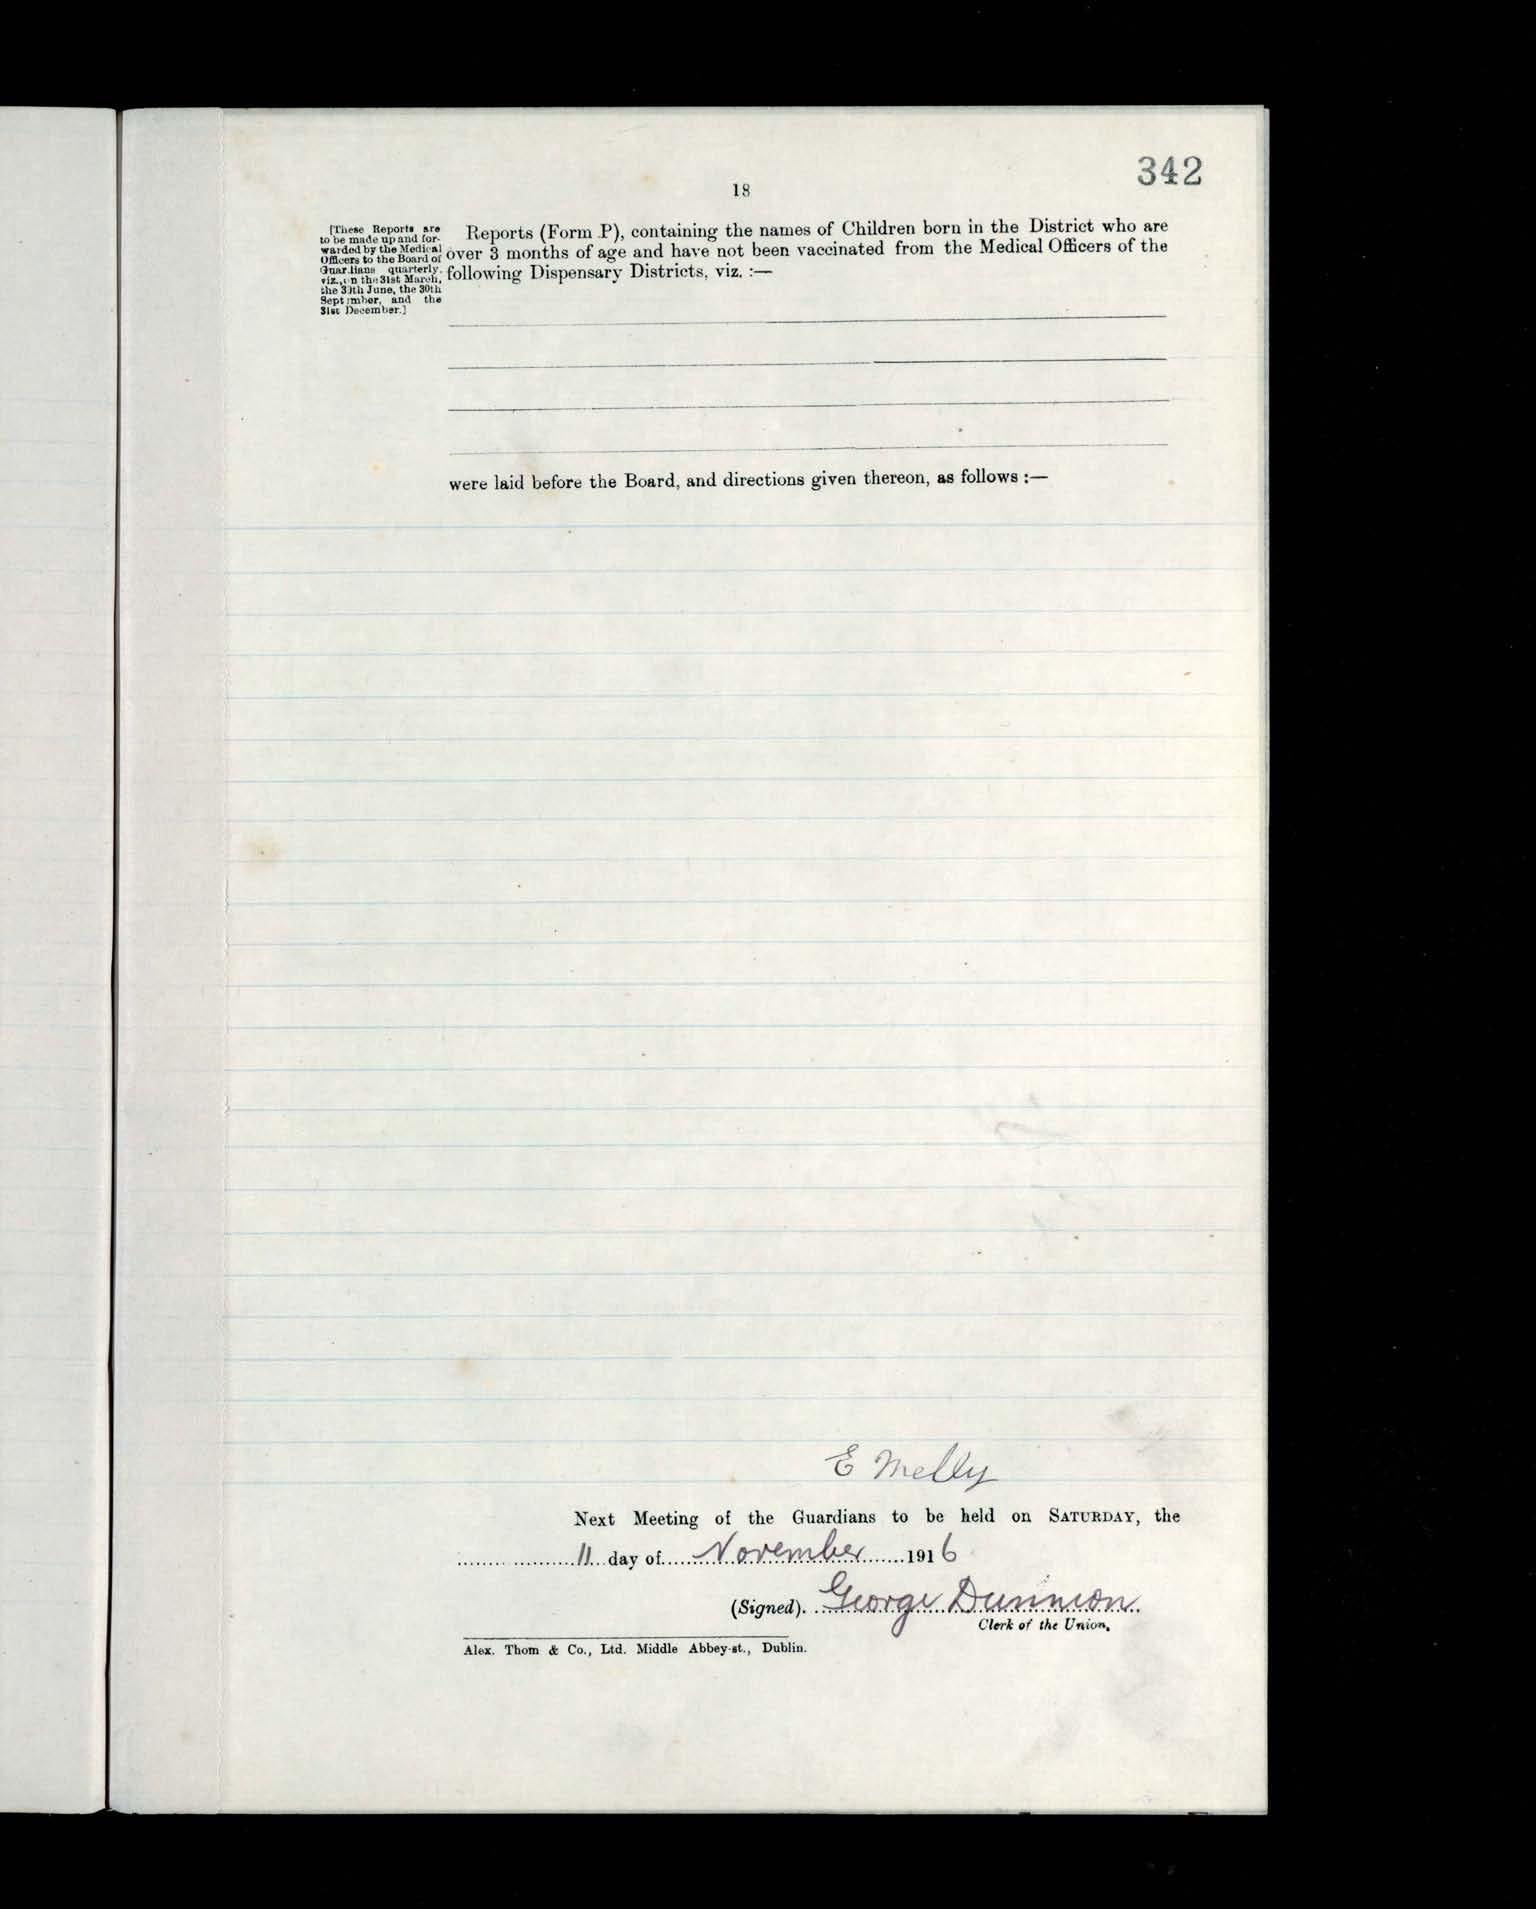 342
18
[These Reports are
to be made up and for-
warded by the Medical
Officers to the Board of
Guardians quarterly,
viz., on the 31st March,
the 30th June, the 30th
September, and the
31st December.]
Reports (Form P), containing the names of Children born in the District who are
over 3 months of age and have not been vaccinated from the Medical Officers of the
following Dispensary Districts, viz. :—
were laid before the Board, and directions given thereon, as follows :—
E Melly
Next Meeting of the Guardians to be held on SATURDAY, the
11 day of November 1916
(Signed). George Dunnion
Clerk of the Union.
Alex. Thom & Co., Ltd. Middle Abbey-st., Dublin.